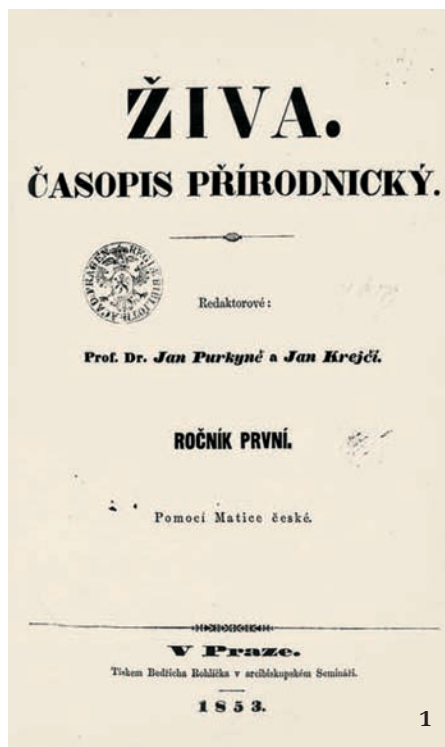 ŽIVA.
ČASOPIS PŘÍRODNICKÝ.
Redaktorové:
Prof. Dr. Jan Purkyně a Jan Krejčí.
ROČNÍK PRVNÍ.
Pomocí Matice české.
V Praze.
Tiskem Bedřicha Rohlíčka v arcibiskupském Semináři.
1853.
1